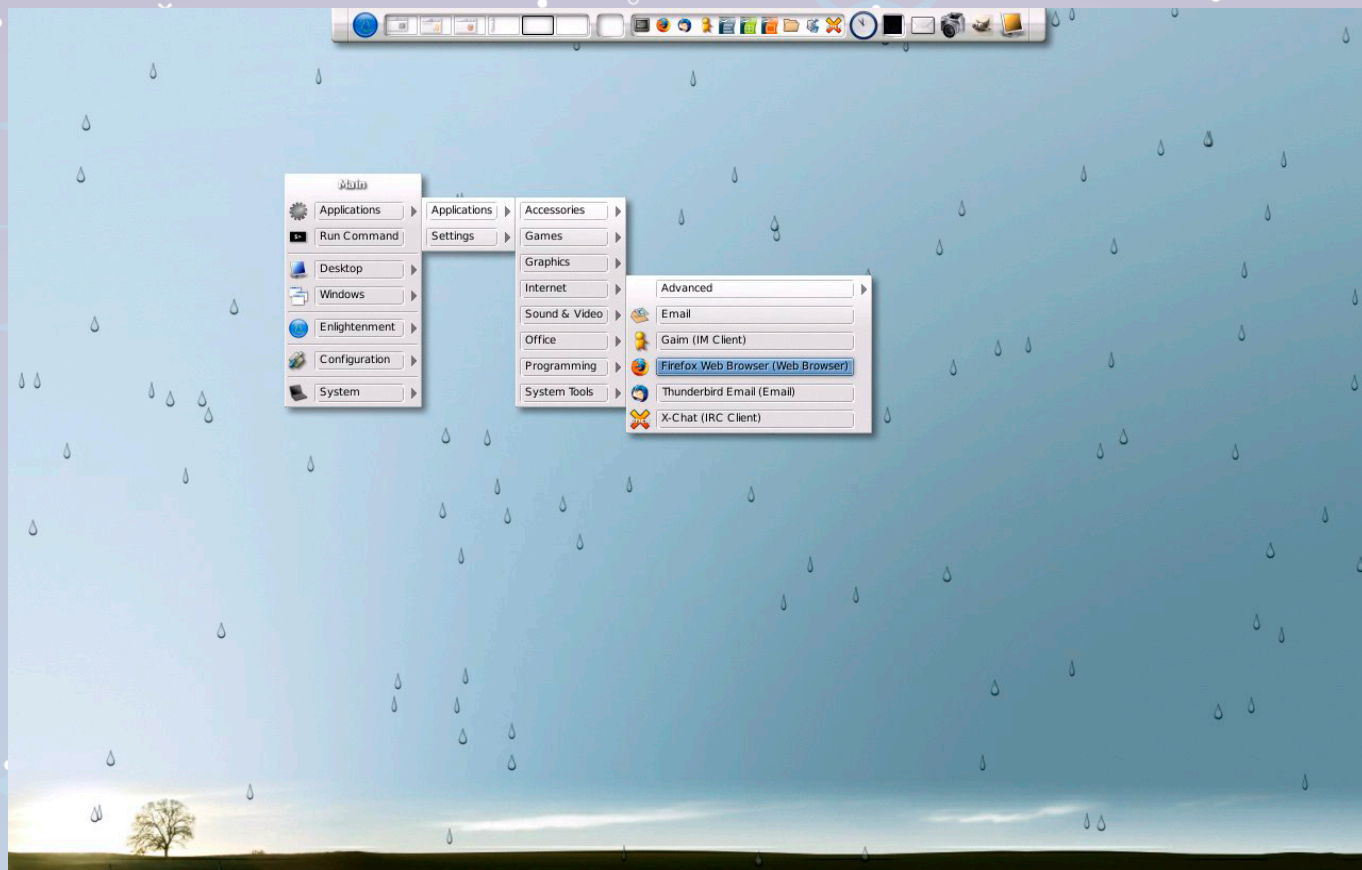 Main
Applications
Run Command
Desktop
Windows
Enlightenment
Configuration
System
Applications
Settings
Accessories
Games
Graphics
Internet
Sound & Video
Office
Programming
System Tools
Advanced
Email
Gaim (IM Client)
Firefox Web Browser (Web Browser)
Thunderbird Email (Email)
X-Chat (IRC Client)